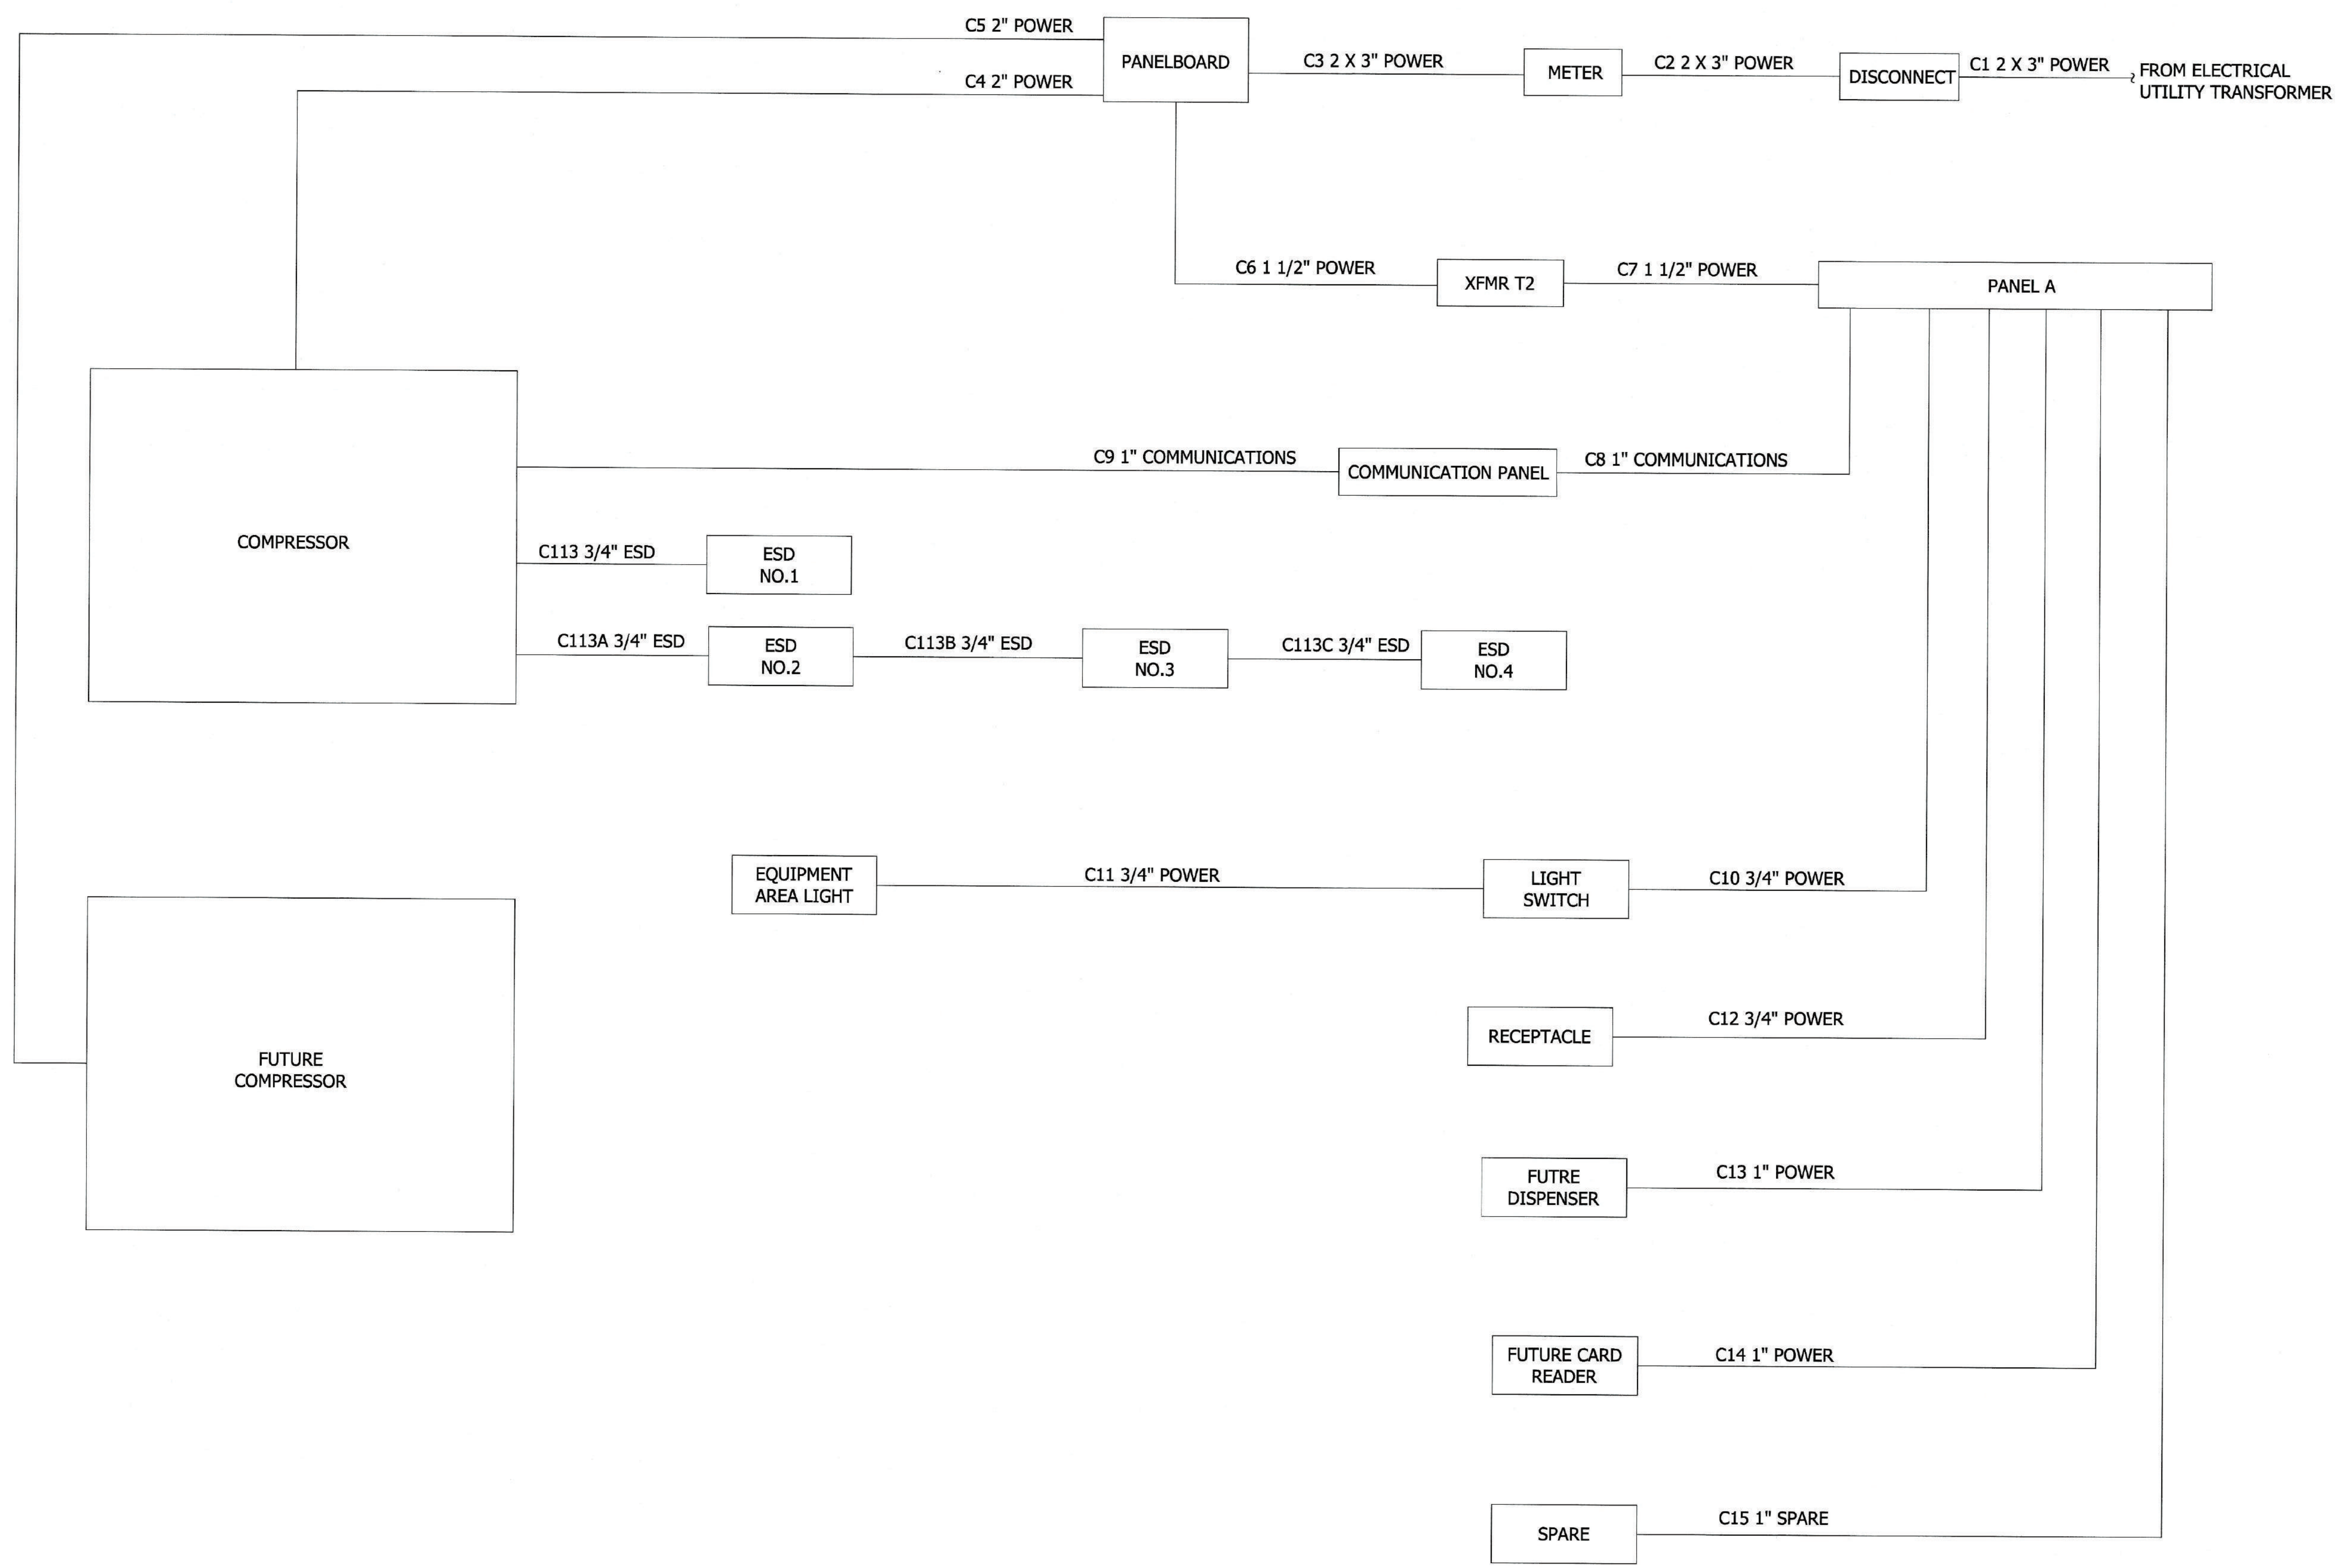 C5 2" POWER
PANELBOARD
C3 2 X 3" POWER
METER
C2 2 X 3" POWER
DISCONNECT
C1 2 X 3" POWER
FROM ELECTRICAL
UTILITY TRANSFORMER
C4 2" POWER
C6 1 1/2" POWER
XFMR T2
C7 1 1/2" POWER
PANEL A
C9 1" COMMUNICATIONS
COMMUNICATION PANEL
C8 1" COMMUNICATIONS
COMPRESSOR
C113 3/4" ESD
ESD
NO.1
C113A 3/4" ESD
ESD
NO.2
C113B 3/4" ESD
ESD
NO.3
C113C 3/4" ESD
ESD
NO.4
EQUIPMENT
AREA LIGHT
C11 3/4" POWER
LIGHT
SWITCH
C10 3/4" POWER
RECEPTACLE
C12 3/4" POWER
FUTURE
COMPRESSOR
FUTRE
DISPENSER
C13 1" POWER
FUTURE CARD
READER
C14 1" POWER
SPARE
C15 1" SPARE